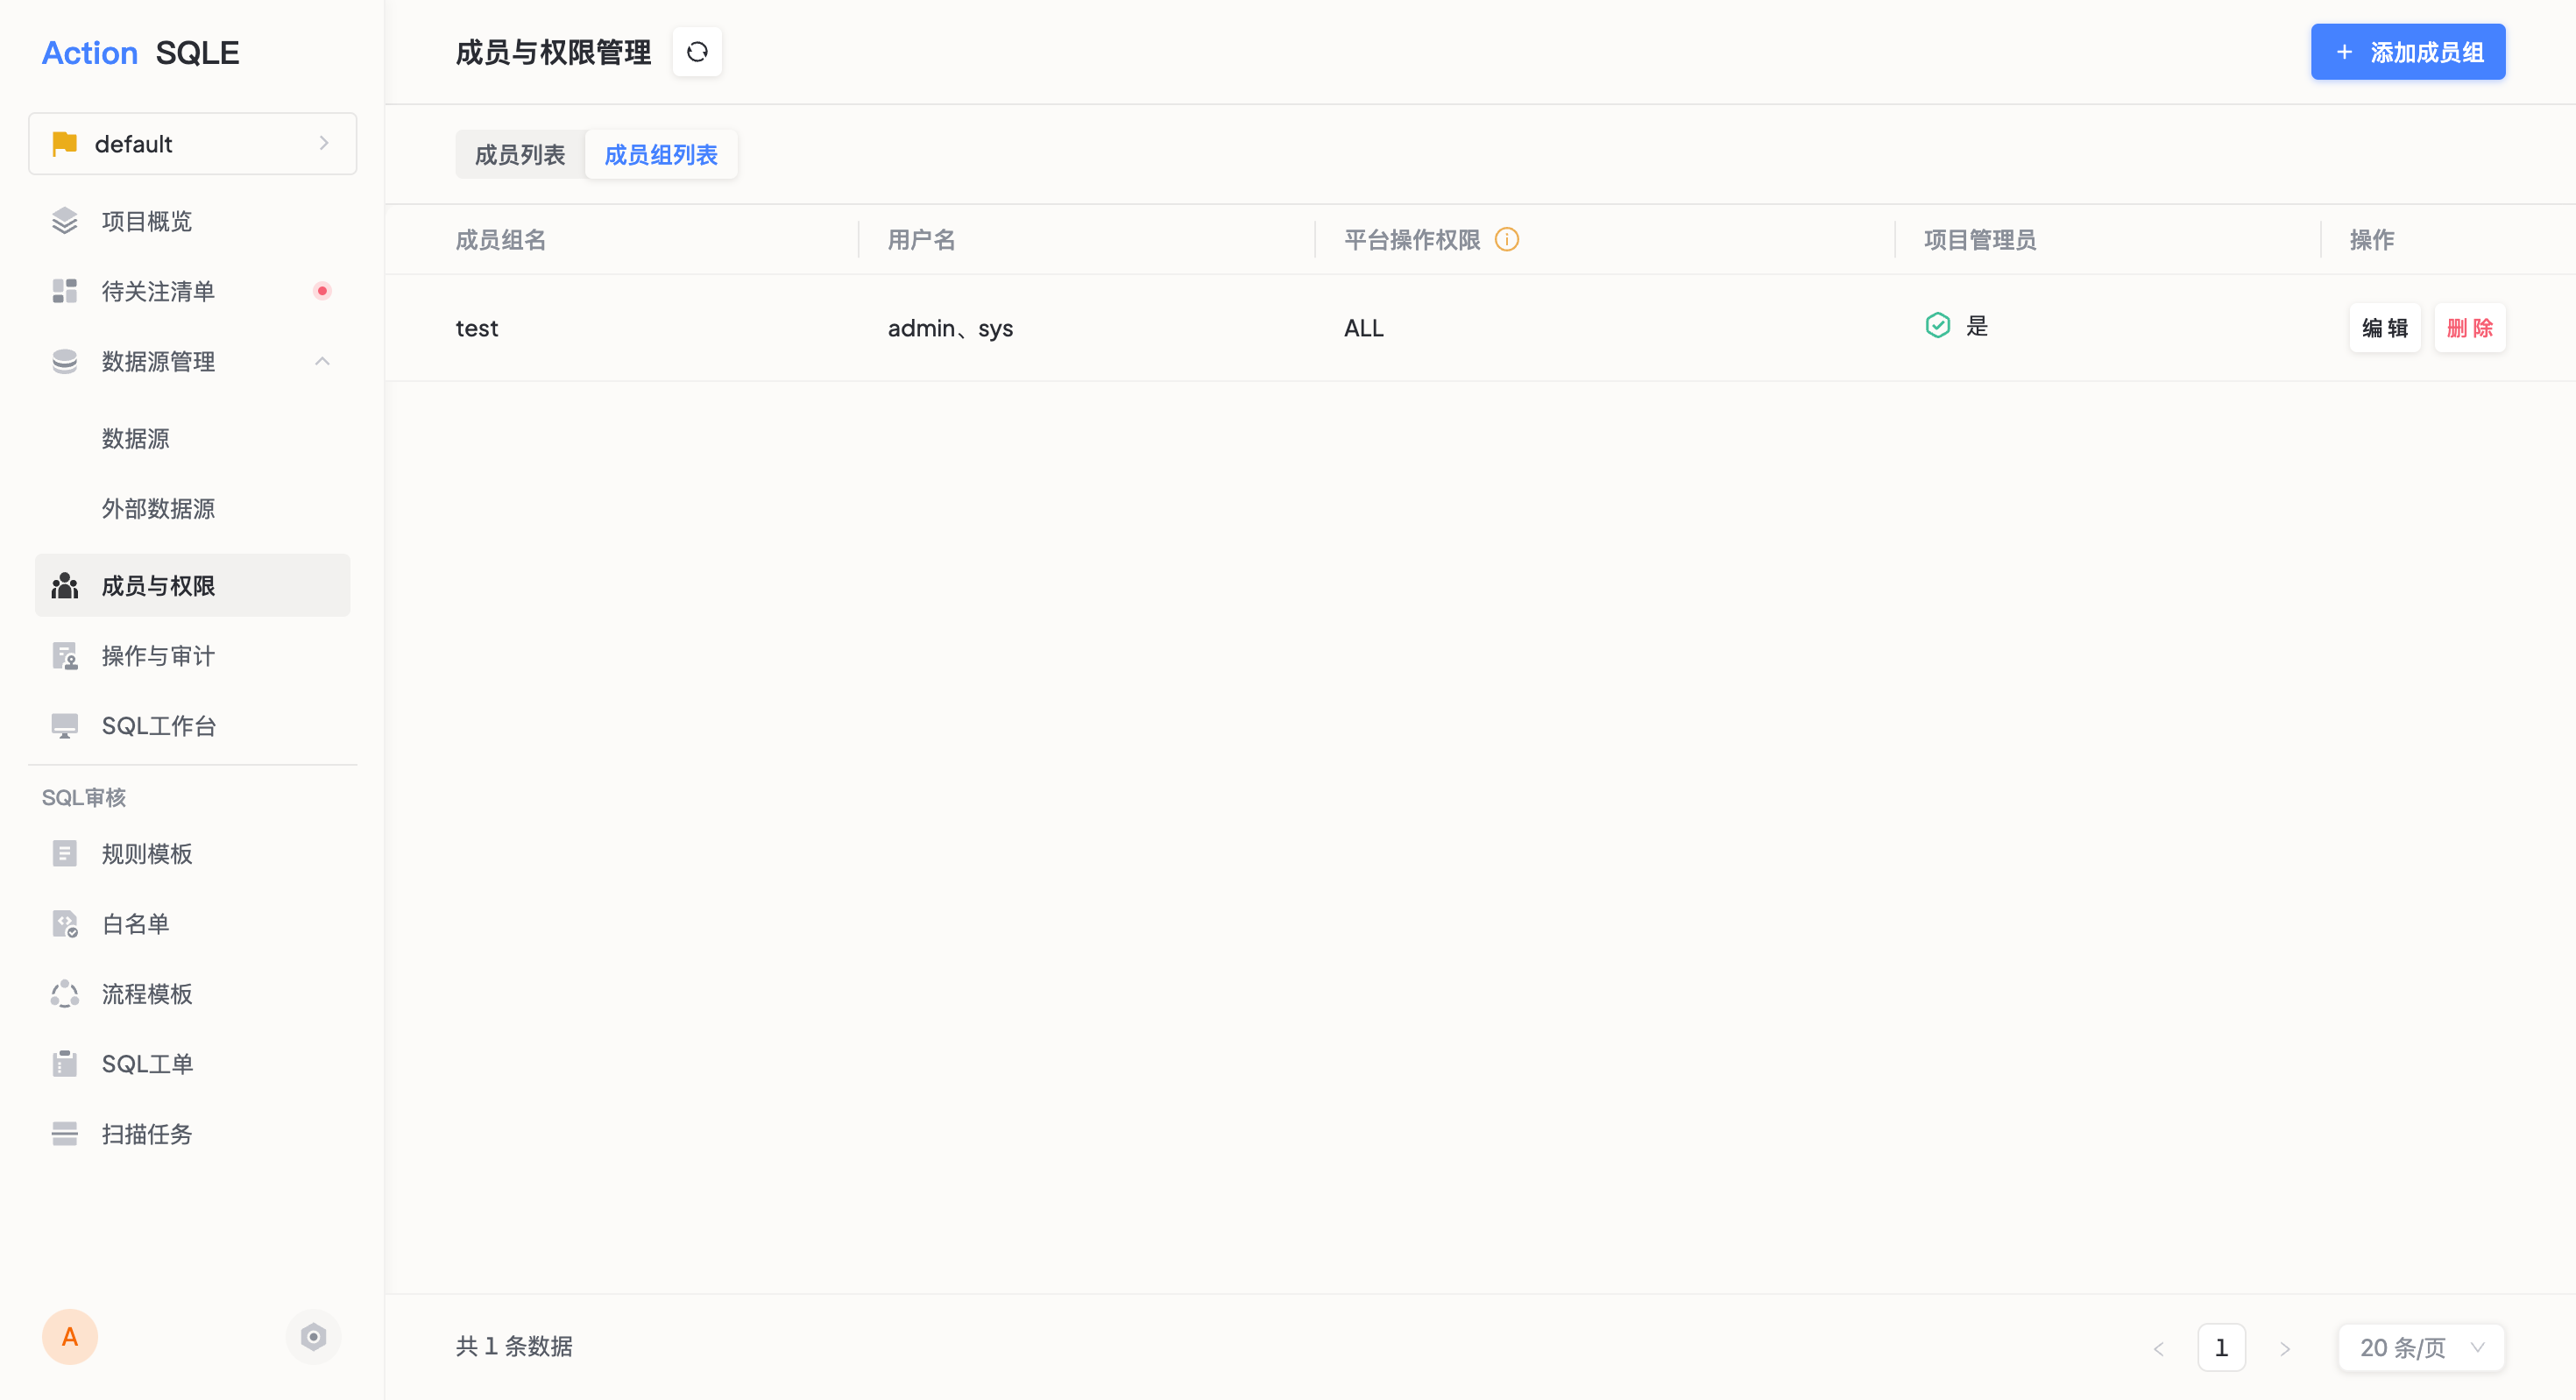 Action SQLE
default
项目概览
待关注清单
数据源管理
数据源
外部数据源
成员与权限
操作与审计
SQL工作台
SQL审核
规则模板
白名单
流程模板
SQL工单
扫描任务
A
成员与权限管理
添加成员组
成员列表 成员组列表
成员组名 用户名 平台操作权限 项目管理员 操作
test admin、sys ALL 是 编辑 删除
共 1 条数据
1
20 条/页